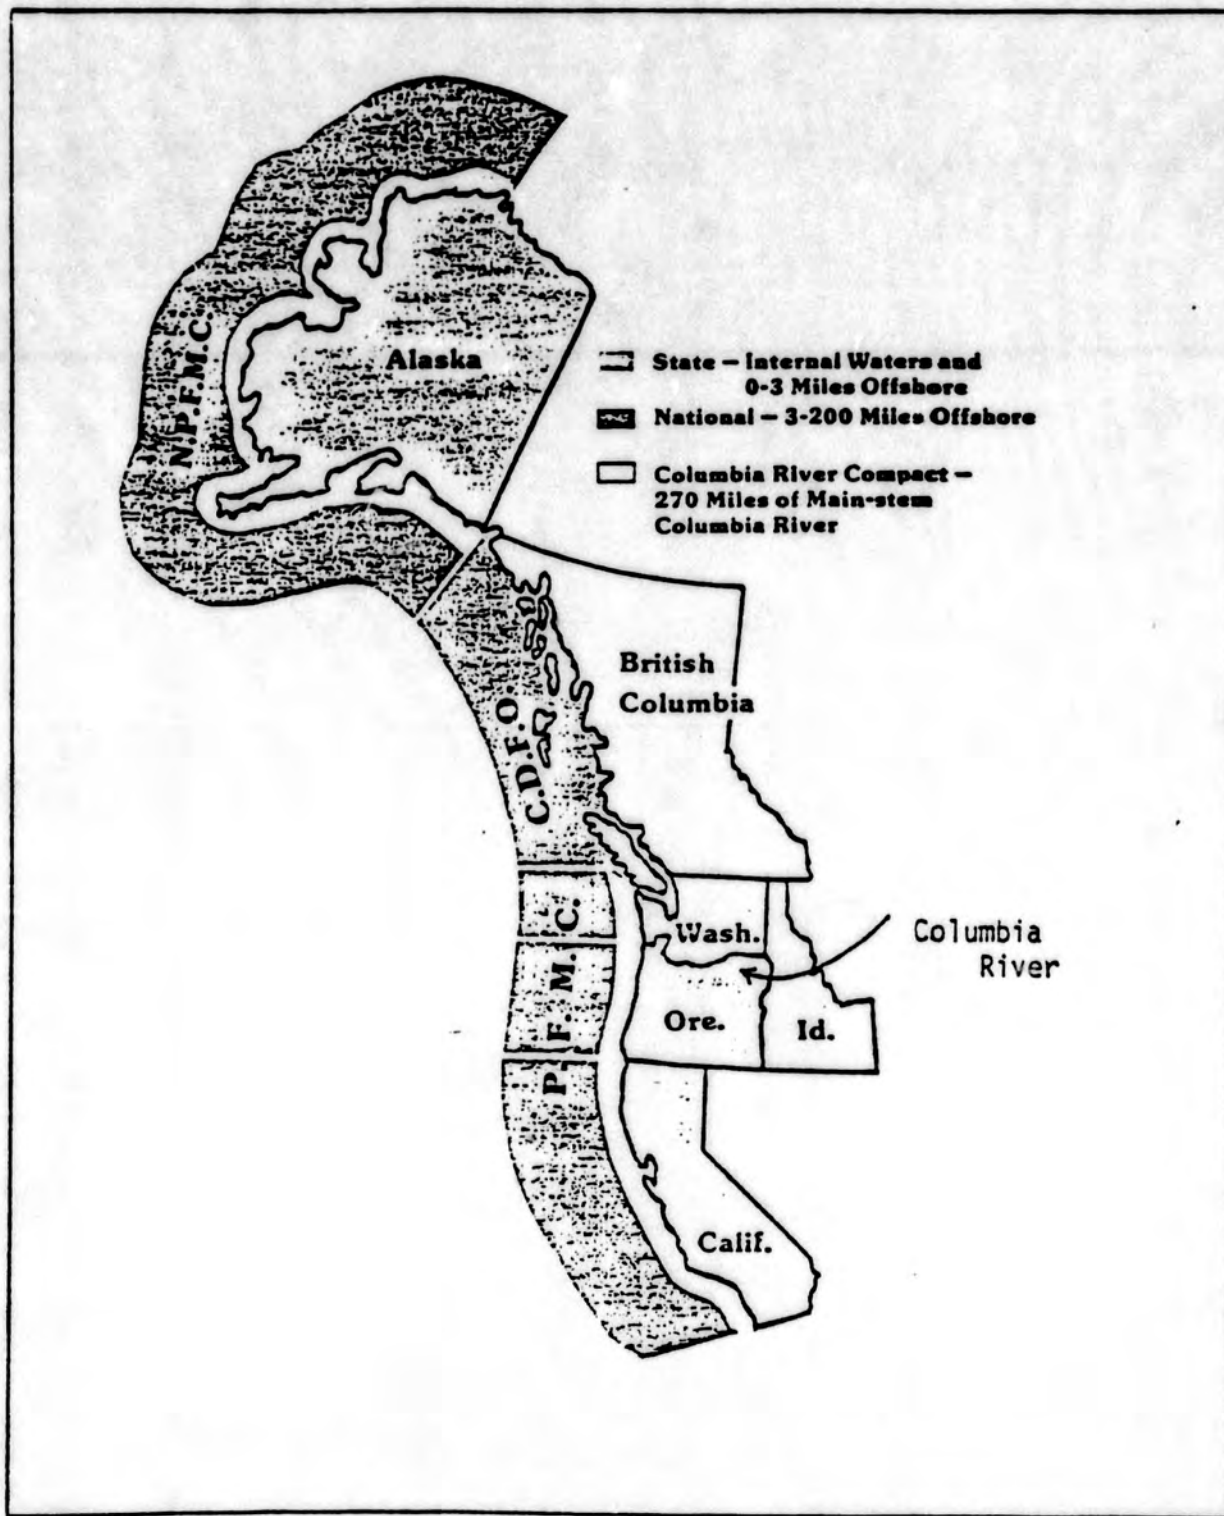 N.P.F.M.C.
Alaska
State – Internal Waters and
0-3 Miles Offshore
National – 3-200 Miles Offshore
Columbia River Compact –
270 Miles of Main-stem
Columbia River
British
Columbia
C.D.F.O.
P. F. M. C.
Wash.
Columbia
River
Ore.
Id.
Calif.